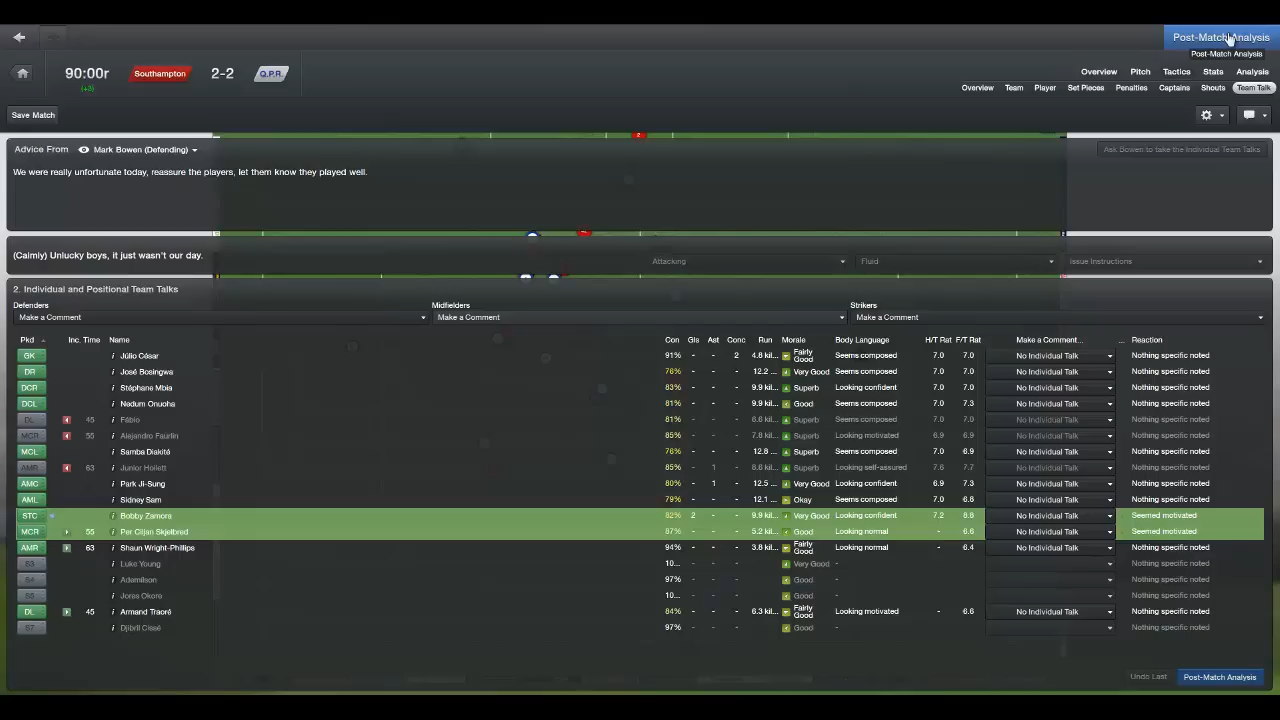 Post-Match Analysis
Post-Match Analysis
90:00r
Southampton 2-2 Q.P.R.
Overview Pitch Tactics Stats Analysis
Overview Team Player Set Pieces Penalties Captains Shouts Team Talk
Save Match
Advice From Mark Bowen (Defending)
Ask Bowen to take the Individual Team Talks
We were really unfortunate today, reassure the players, let them know they played well.
(Calmly) Unlucky boys, it just wasn't our day.
Attacking Fluid Issue Instructions
2. Individual and Positional Team Talks
Defenders Midfielders Strikers
Make a Comment Make a Comment Make a Comment
Pkd Inc. Time Name Con Gls Ast Conc Run Morale Body Language H/T Rat F/T Rat Make a Comment... ... Reaction
GK i Júlio César 91% - - 2 4.8 kil... Fairly Good Seems composed 7.0 7.0 No Individual Talk Nothing specific noted
DR i José Bosingwa 76% - - - 12.2 ... Very Good Seems composed 7.0 7.0 No Individual Talk Nothing specific noted
DCR i Stéphane Mbia 83% - - - 9.9 kil... Superb Looking confident 7.0 7.0 No Individual Talk Nothing specific noted
DCL i Nedum Onuoha 81% - - - 9.9 kil... Good Seems composed 7.0 7.3 No Individual Talk Nothing specific noted
DL 45 i Fábio 81% - - - 6.6 kil... Superb Seems composed 7.0 7.0 No Individual Talk Nothing specific noted
MCR 55 i Alejandro Faurlin 85% - - - 7.8 kil... Superb Looking motivated 6.9 6.9 No Individual Talk Nothing specific noted
MCL i Samba Diakité 76% - - - 12.8 ... Superb Seems composed 7.0 6.9 No Individual Talk Nothing specific noted
AMR 63 i Junior Hoilett 85% - 1 - 8.6 kil... Superb Looking self-assured 7.6 7.7 No Individual Talk Nothing specific noted
AMC i Park Ji-Sung 80% - 1 - 12.5 ... Very Good Looking confident 6.9 7.3 No Individual Talk Nothing specific noted
AML i Sidney Sam 79% - - - 12.1 ... Okay Seems composed 7.0 6.8 No Individual Talk Nothing specific noted
STC i Bobby Zamora 82% 2 - - 9.9 kil... Very Good Looking confident 7.2 8.8 No Individual Talk Seemed motivated
MCR 55 i Per Ciljan Skjelbred 87% - - - 5.2 kil... Good Looking normal - 6.6 No Individual Talk Seemed motivated
AMR 63 i Shaun Wright-Phillips 94% - - - 3.8 kil... Fairly Good Looking normal - 6.4 No Individual Talk Nothing specific noted
S3 i Luke Young 10... Very Good - Nothing specific noted
S4 i Ademilson 97% Good - Nothing specific noted
i Jores Okore 10... Good - Nothing specific noted
DL 45 i Armand Traoré 84% - - - 6.3 kil... Fairly Good Looking motivated - 6.6 No Individual Talk Nothing specific noted
S7 i Djibril Cissé 97% Good - Nothing specific noted
Undo Last Post-Match Analysis